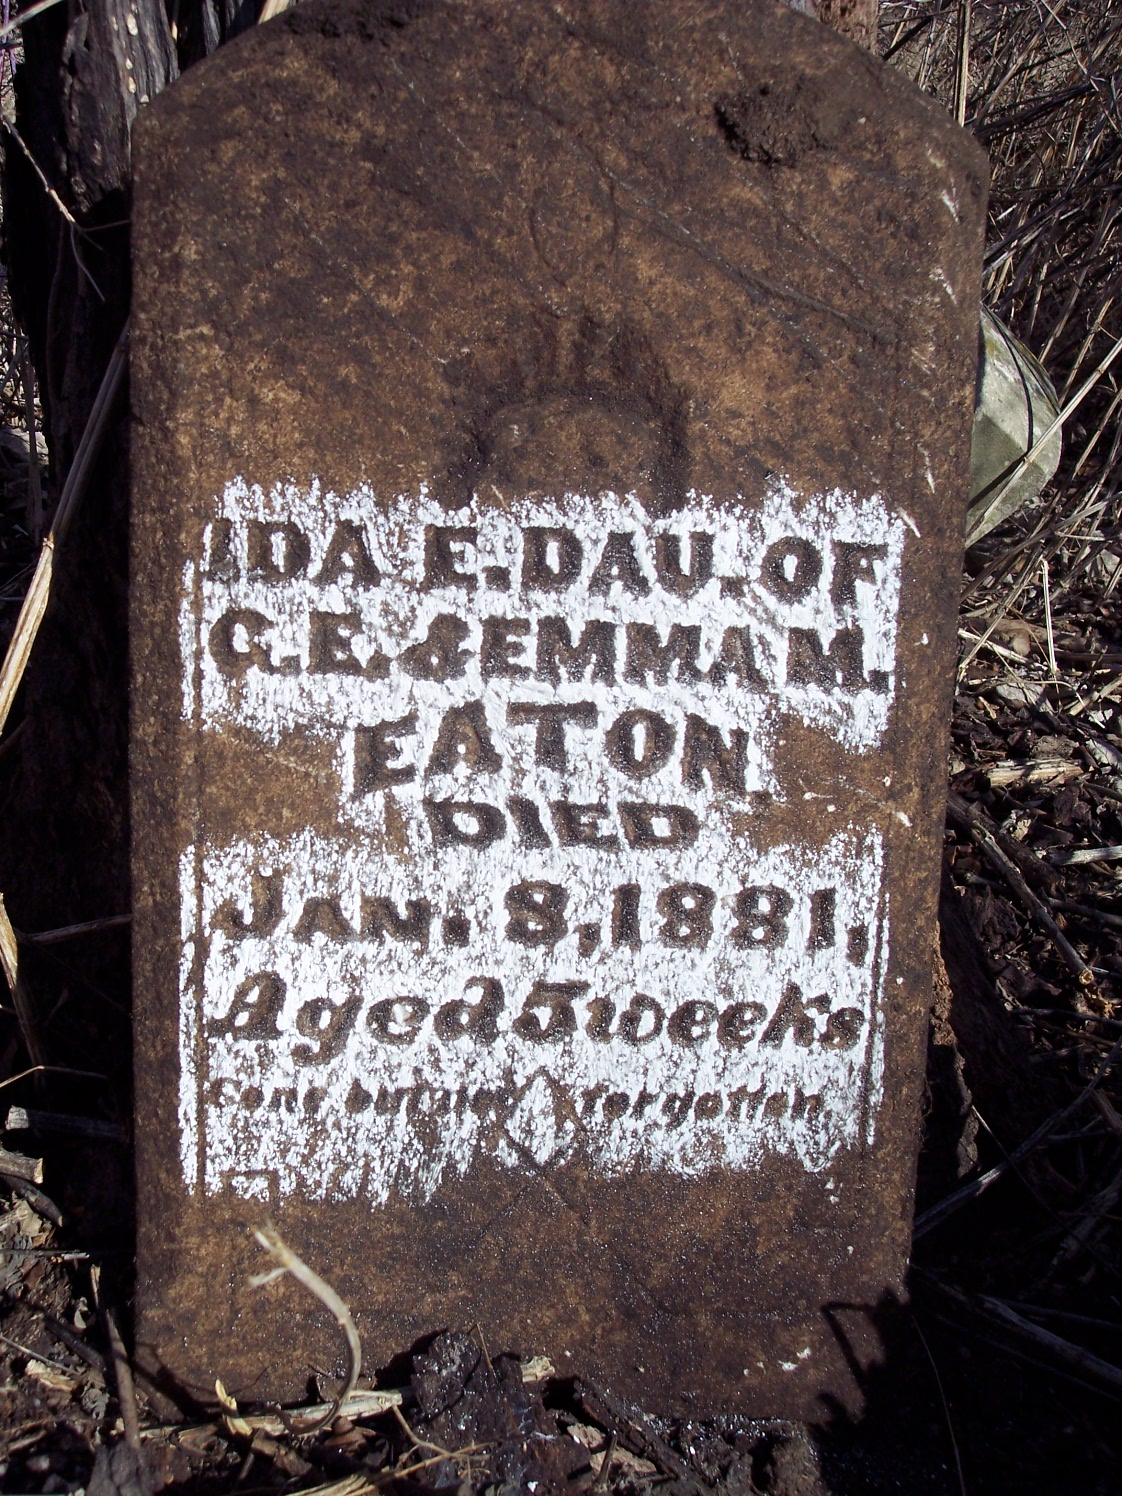 IDA E. DAU. OF
G.E. & EMMA M.
EATON
DIED
JAN. 8, 1881,
Aged 5 weeks
Gone but not forgotten